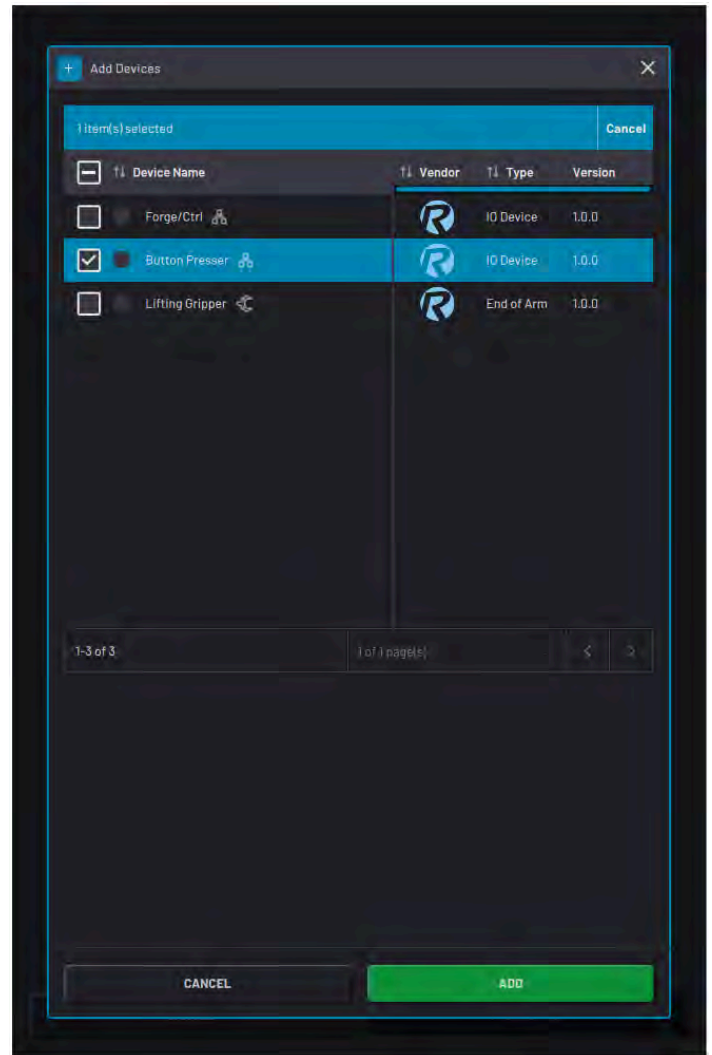 Add Devices
1 item(s) selected Cancel
Device Name Vendor Type Version
Forge/Ctrl IO Device 1.0.0
Button Presser IO Device 1.0.0
Lifting Gripper End of Arm 1.0.0
1-3 of 3 1 of 1 page(s)
CANCEL ADD